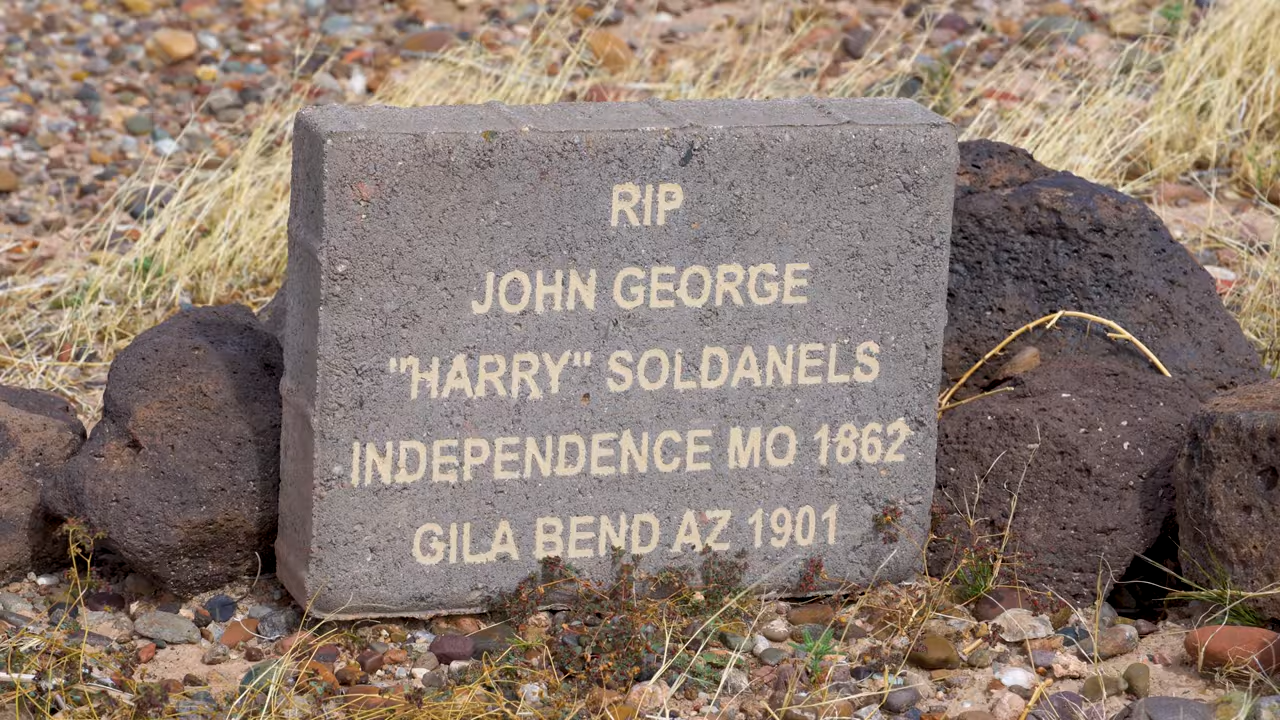 RIP
JOHN GEORGE
"HARRY" SOLDANELS
INDEPENDENCE MO 1862
GILA BEND AZ 1901